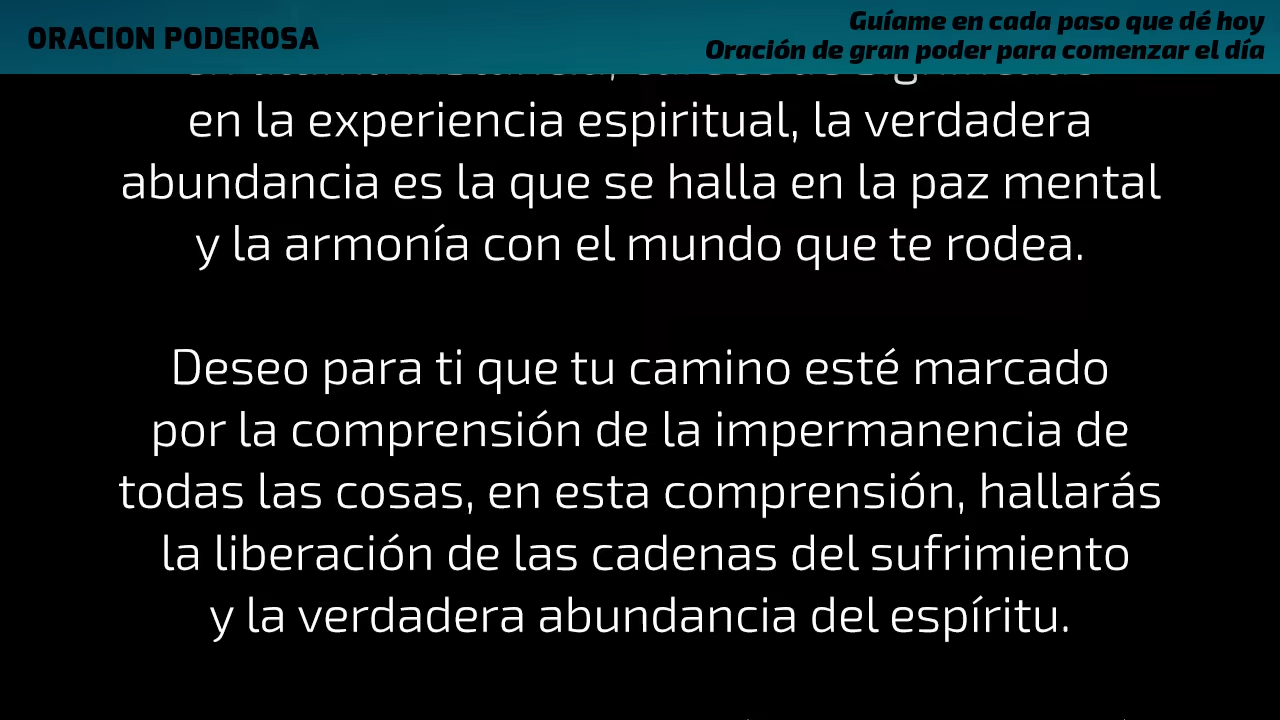 ORACION PODEROSA
Guíame en cada paso que dé hoy
Oración de gran poder para comenzar el día
en la experiencia espiritual, la verdadera
abundancia es la que se halla en la paz mental
y la armonía con el mundo que te rodea.
Deseo para ti que tu camino esté marcado
por la comprensión de la impermanencia de
todas las cosas, en esta comprensión, hallarás
la liberación de las cadenas del sufrimiento
y la verdadera abundancia del espíritu.